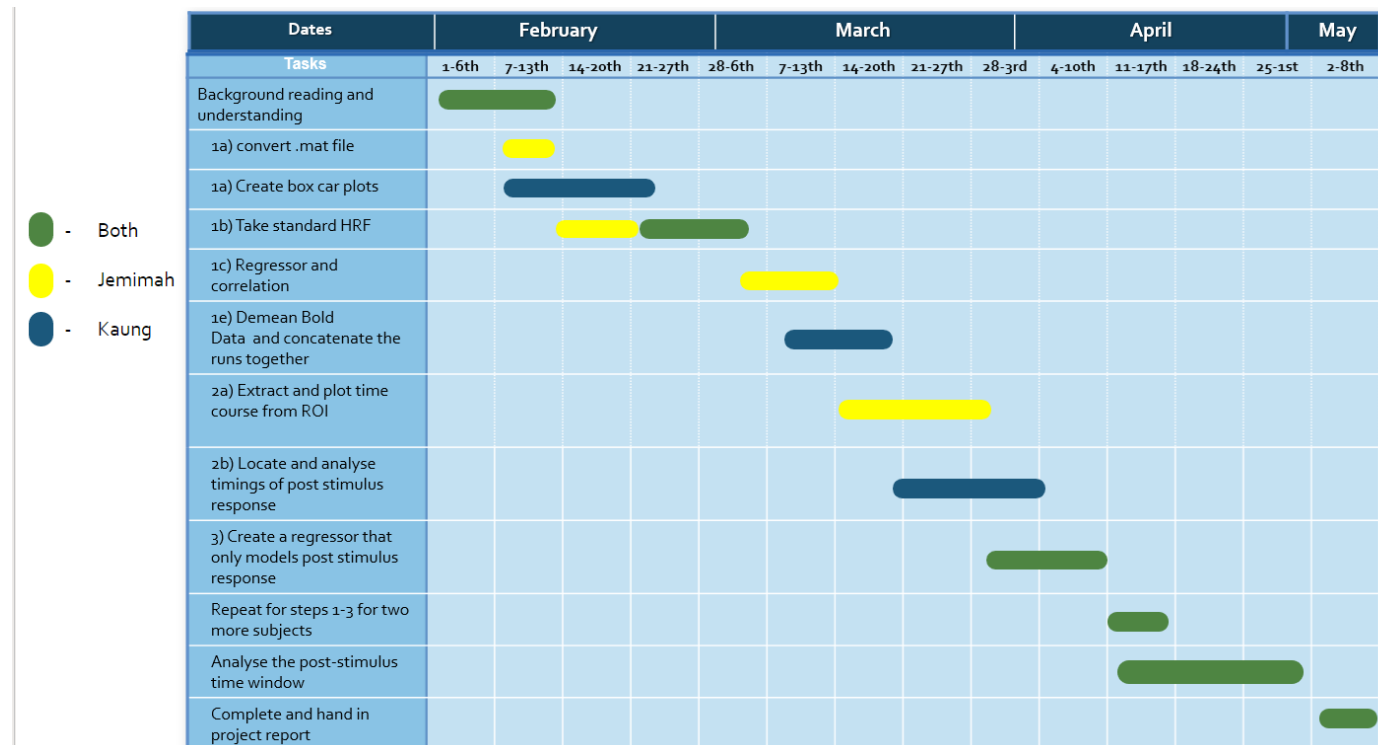 Dates February March April May
Tasks 1-6th 7-13th 14-20th 21-27th 28-6th 7-13th 14-20th 21-27th 28-3rd 4-10th 11-17th 18-24th 25-1st 2-8th
Background reading and
understanding
1a) convert .mat file
1a) Create box car plots
1b) Take standard HRF
1c) Regressor and
correlation
1e) Demean Bold
Data and concatenate the
runs together
2a) Extract and plot time
course from ROI
2b) Locate and analyse
timings of post stimulus
response
3) Create a regressor that
only models post stimulus
response
Repeat for steps 1-3 for two
more subjects
Analyse the post-stimulus
time window
Complete and hand in
project report
- Both
- Jemimah
- Kaung